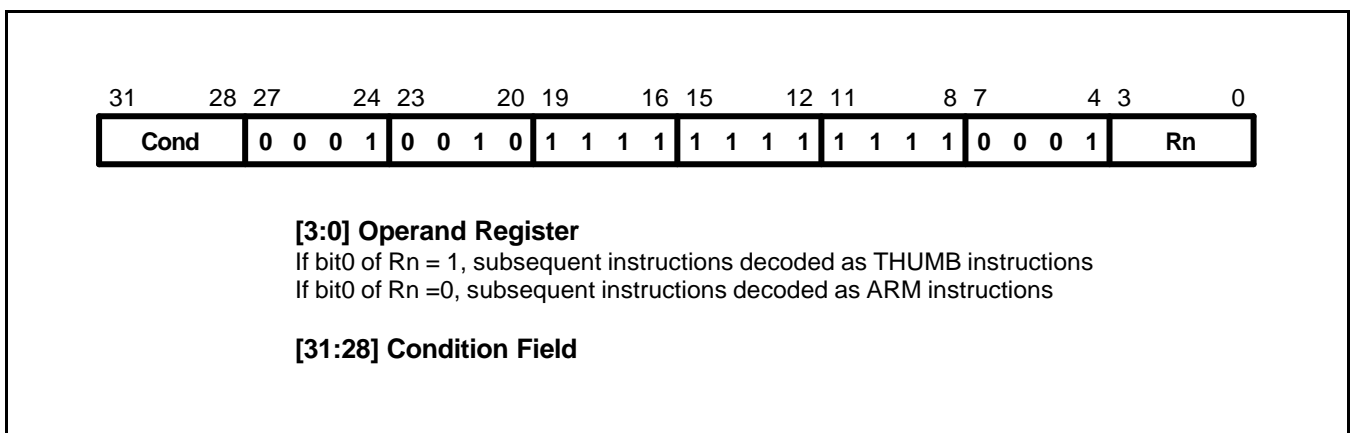 31 28 27 24 23 20 19 16 15 12 11 8 7 4 3 0
Cond 0 0 0 1 0 0 1 0 1 1 1 1 1 1 1 1 1 1 1 1 0 0 0 1 Rn
[3:0] Operand Register
If bit0 of Rn = 1, subsequent instructions decoded as THUMB instructions
If bit0 of Rn =0, subsequent instructions decoded as ARM instructions
[31:28] Condition Field